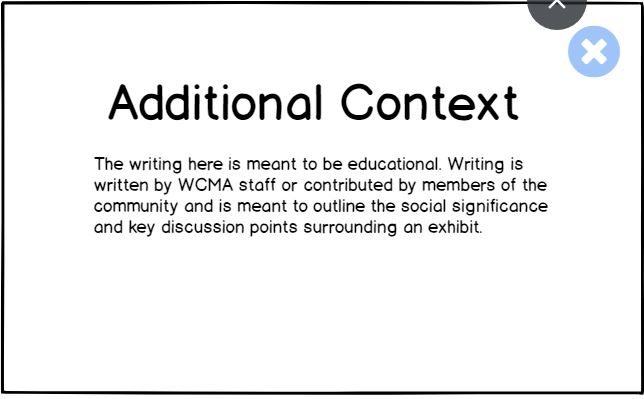 Additional Context
The writing here is meant to be educational. Writing is
written by WCMA staff or contributed by members of the
community and is meant to outline the social significance
and key discussion points surrounding an exhibit.